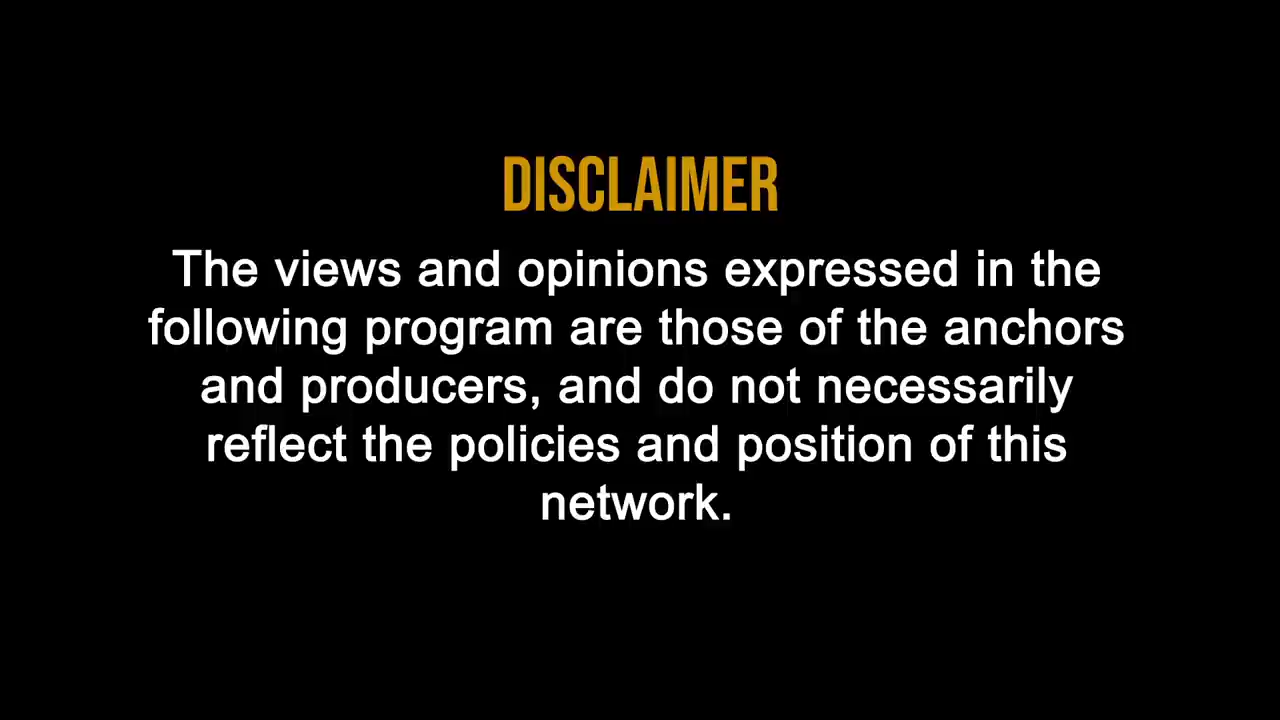 DISCLAIMER
The views and opinions expressed in the
following program are those of the anchors
and producers, and do not necessarily
reflect the policies and position of this
network.